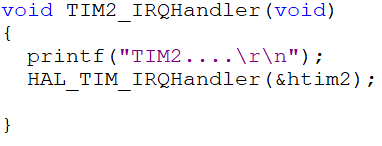 void TIM2_IRQHandler(void)
{
  printf("TIM2....\r\n");
  HAL_TIM_IRQHandler(&htim2);
}